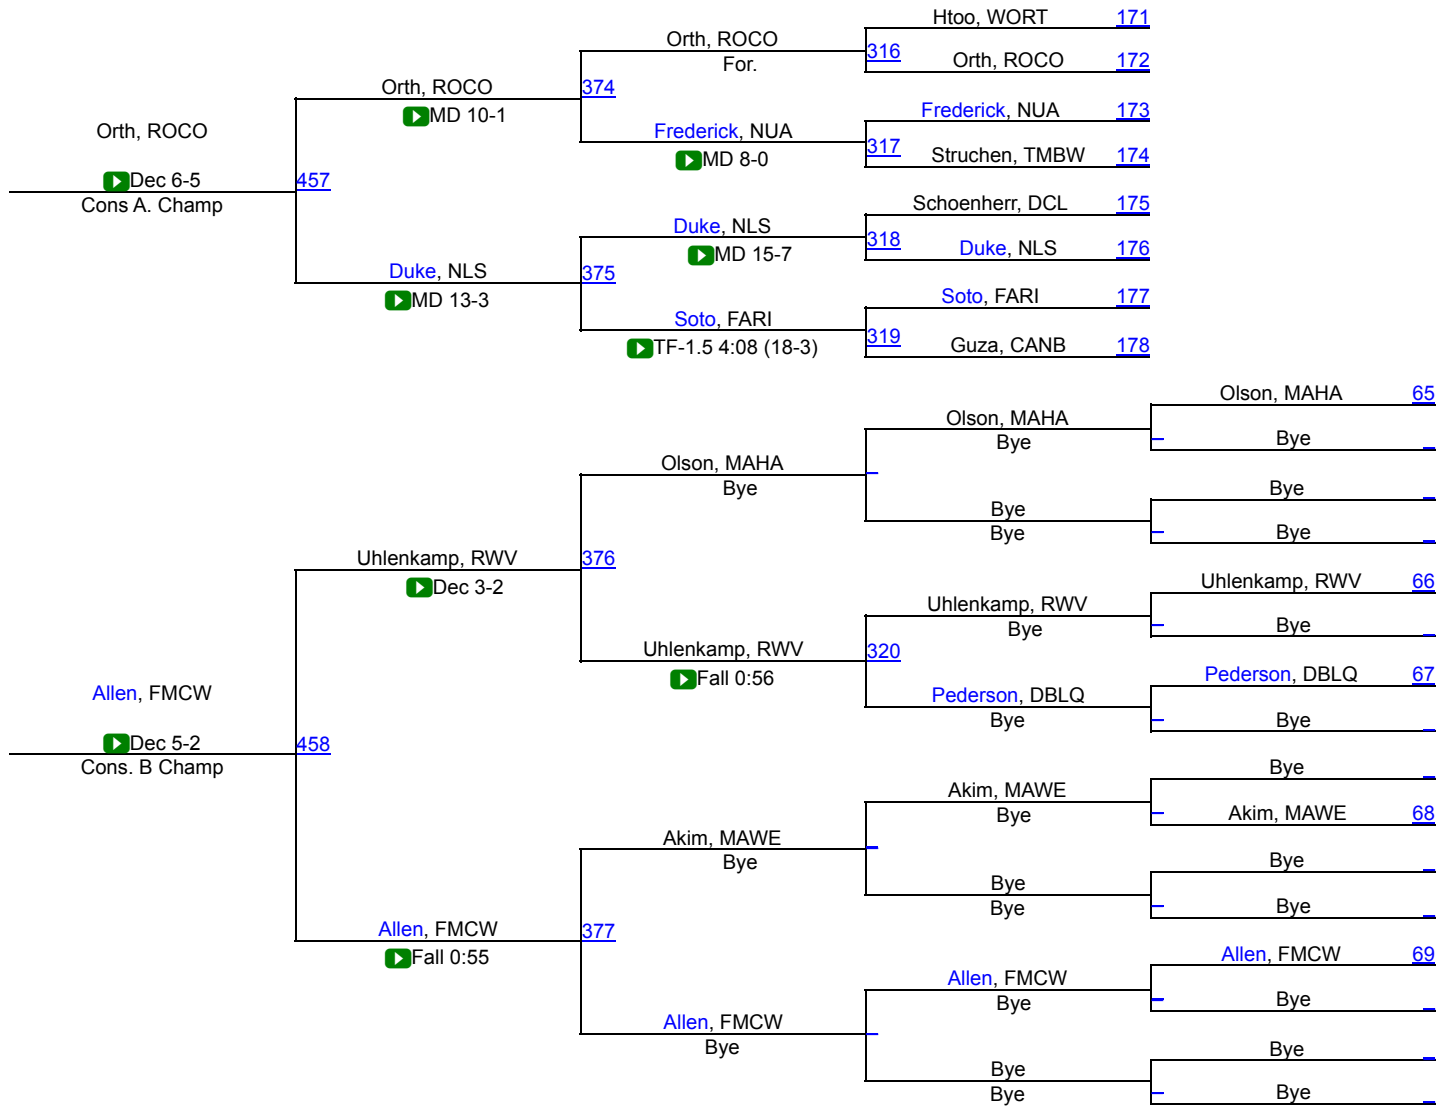 Htoo, WORT 171
Orth, ROCO
316
For.
Orth, ROCO 172
Orth, ROCO
374
MD 10-1
Frederick, NUA 173
Orth, ROCO
Frederick, NUA
317
MD 8-0
Struchen, TMBW 174
Dec 6-5
457
Cons A. Champ
Schoenherr, DCL 175
Duke, NLS
318
MD 15-7
Duke, NLS 176
Duke, NLS
375
MD 13-3
Soto, FARI 177
Soto, FARI
319
TF-1.5 4:08 (18-3)
Guza, CANB 178
Olson, MAHA 65
Olson, MAHA
Bye
Bye
Olson, MAHA
Bye
Bye
Bye
Bye
Bye
Uhlenkamp, RWV
376
Dec 3-2
Uhlenkamp, RWV 66
Uhlenkamp, RWV
Bye
Bye
Uhlenkamp, RWV
320
Fall 0:56
Pederson, DBLQ 67
Allen, FMCW
Pederson, DBLQ
Bye
Bye
Dec 5-2
458
Cons. B Champ
Bye
Akim, MAWE
Bye
Akim, MAWE 68
Akim, MAWE
Bye
Bye
Bye
Bye
Bye
Allen, FMCW
377
Fall 0:55
Allen, FMCW 69
Allen, FMCW
Bye
Bye
Allen, FMCW
Bye
Bye
Bye
Bye
Bye